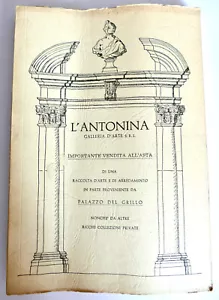 L'ANTONINA
GALLERIA D'ARTE S.R.L.
IMPORTANTE VENDITA ALL'ASTA
DI UNA
RACCOLTA D'ARTE E DI ARREDAMENTO
IN PARTE PROVENIENTE DA
PALAZZO DEL GRILLO
NONCHÈ DA ALTRE
RICCHE COLLEZIONI PRIVATE